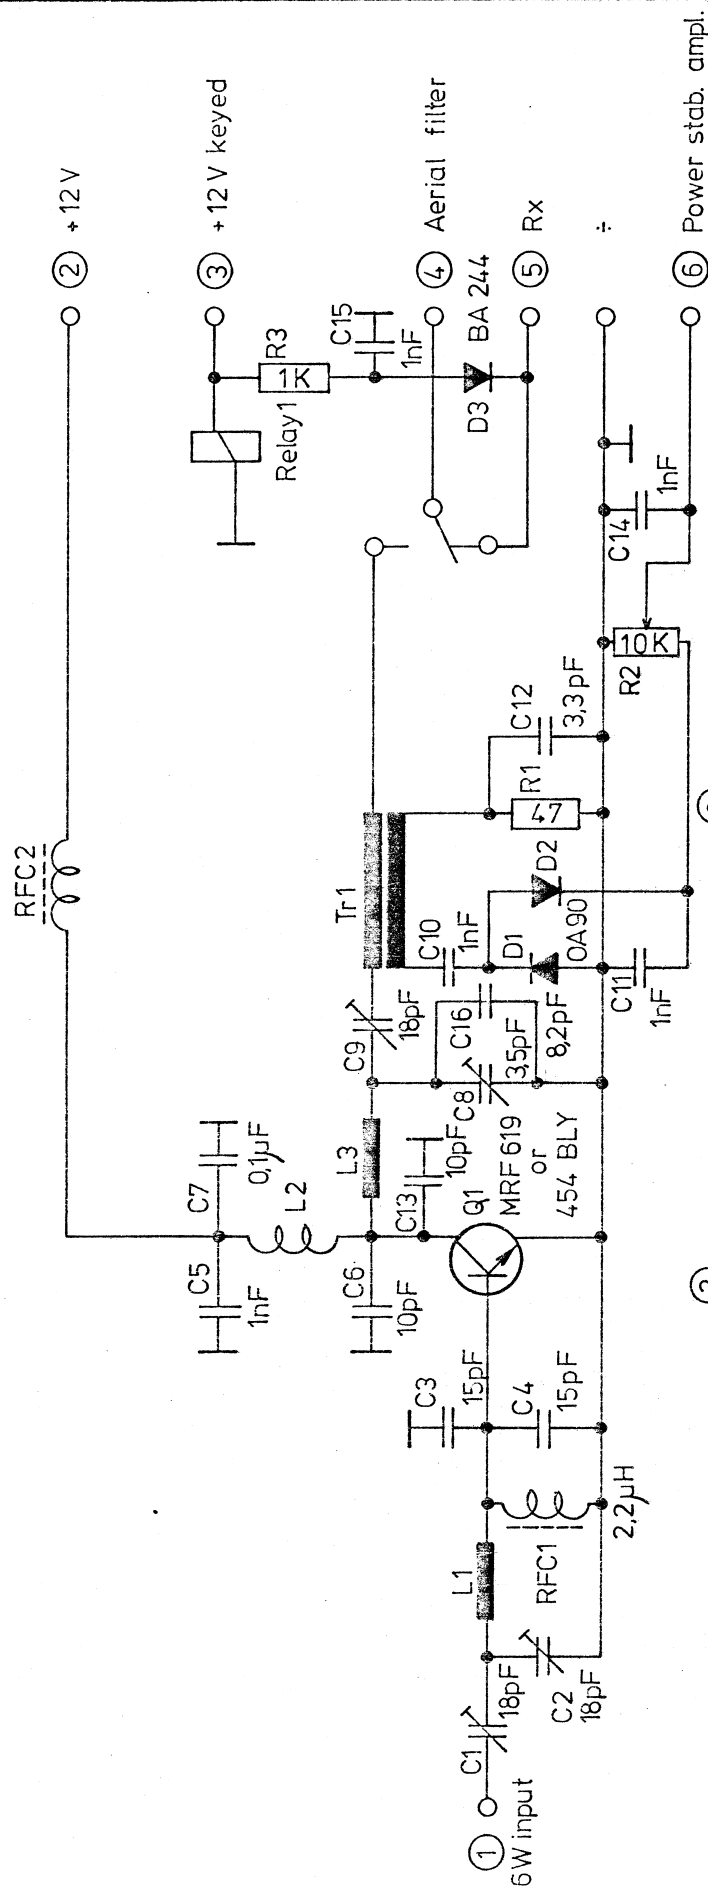 RFC2
② +12V
③ +12V keyed
④ Aerial filter
⑤ Rx
÷
⑥ Power stab. ampl.
R3
1K
Relay1
C15
1nF
D3
BA 244
C14
1nF
R2
10K
C12
3,3pF
R1
47
Tr1
C10
1nF
D1
D2
OA90
C11
1nF
C9
18pF
C16
8,2pF
C8
3,5pF
C7
0,1µF
C5
1nF
L2
L3
C13
10pF
C6
10pF
Q1
MRF 619
or
454 BLY
C3
15pF
C4
15pF
L1
RFC1
2,2µH
C1
18pF
C2
18pF
①
6W input